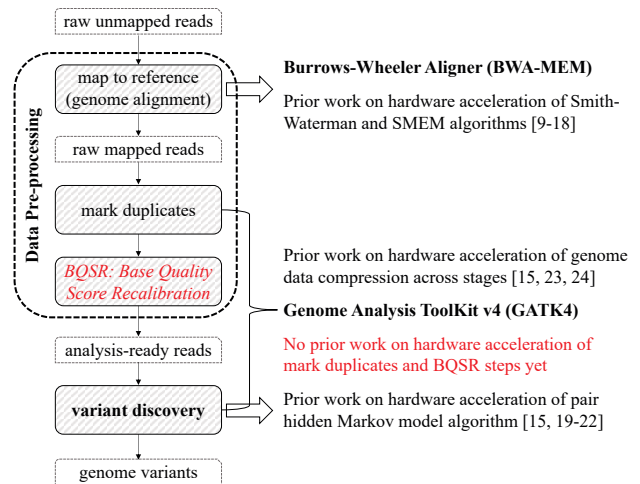 raw unmapped reads
map to reference
(genome alignment)
Burrows-Wheeler Aligner (BWA-MEM)
Prior work on hardware acceleration of Smith-
Waterman and SMEM algorithms [9-18]
Data Pre-processing
raw mapped reads
mark duplicates
BQSR: Base Quality
Score Recalibration
Prior work on hardware acceleration of genome
data compression across stages [15, 23, 24]
Genome Analysis ToolKit v4 (GATK4)
No prior work on hardware acceleration of
mark duplicates and BQSR steps yet
analysis-ready reads
variant discovery
Prior work on hardware acceleration of pair
hidden Markov model algorithm [15, 19-22]
genome variants